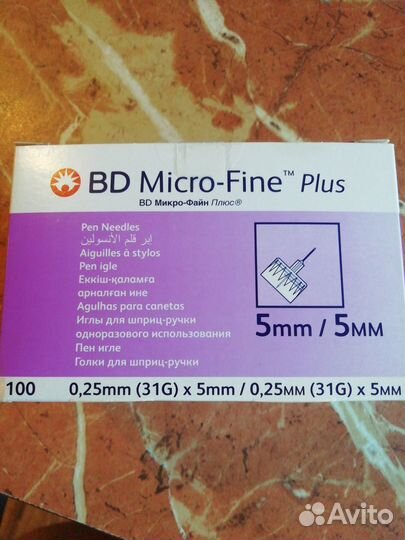 BD Micro-Fine™ Plus
BD Микро-Файн Плюс®
Pen Needles
إبر قلم الأنسولين
Aiguilles à stylos
Pen igle
Еккіш-қаламға
арналған ине
Agulhas para canetas
Иглы для шприц-ручки
одноразового использования
Пен игле
Голки для шприц-ручки
5mm / 5мм
100 0,25mm (31G) x 5mm / 0,25мм (31G) x 5мм
Avito